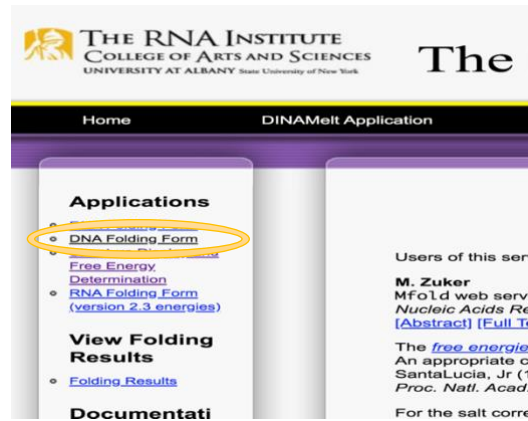 THE RNA INSTITUTE
COLLEGE OF ARTS AND SCIENCES
UNIVERSITY AT ALBANY State University of New York
The
Home
DINAMelt Application
Applications
DNA Folding Form
Free Energy
Determination
RNA Folding Form
(version 2.3 energies)
View Folding
Results
Folding Results
Documentati
Users of this ser
M. Zuker
Mfold web serv
Nucleic Acids Re
[Abstract] [Full T
The free energie
An appropriate c
SantaLucia, Jr (1
Proc. Natl. Acad.
For the salt corre